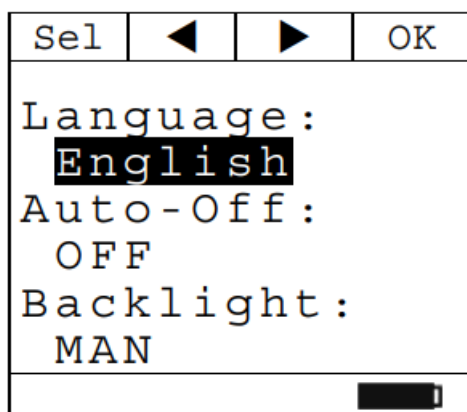 Sel ◀ ▶ OK
Language:
English
Auto-Off:
OFF
Backlight:
MAN